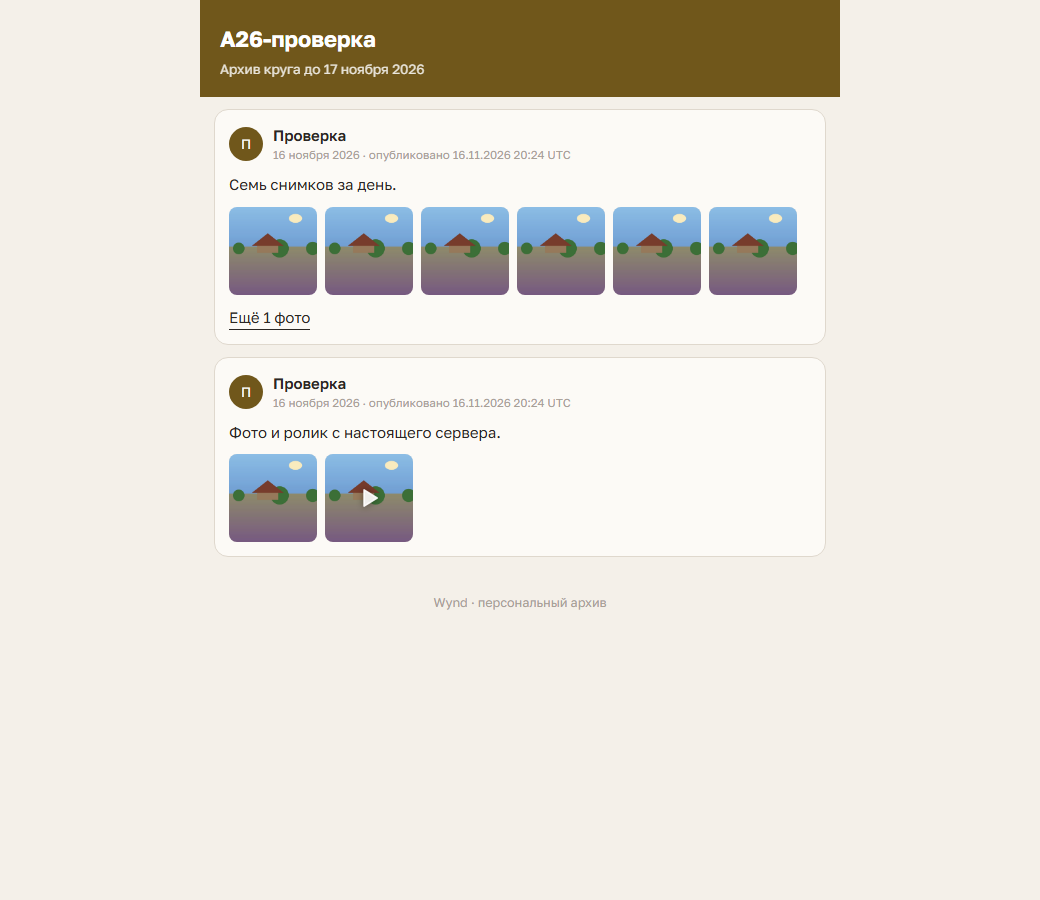 А26-проверка
Архив круга до 17 ноября 2026
П
Проверка
16 ноября 2026 · опубликовано 16.11.2026 20:24 UTC
Семь снимков за день.
Ещё 1 фото
П
Проверка
16 ноября 2026 · опубликовано 16.11.2026 20:24 UTC
Фото и ролик с настоящего сервера.
Wynd · персональный архив